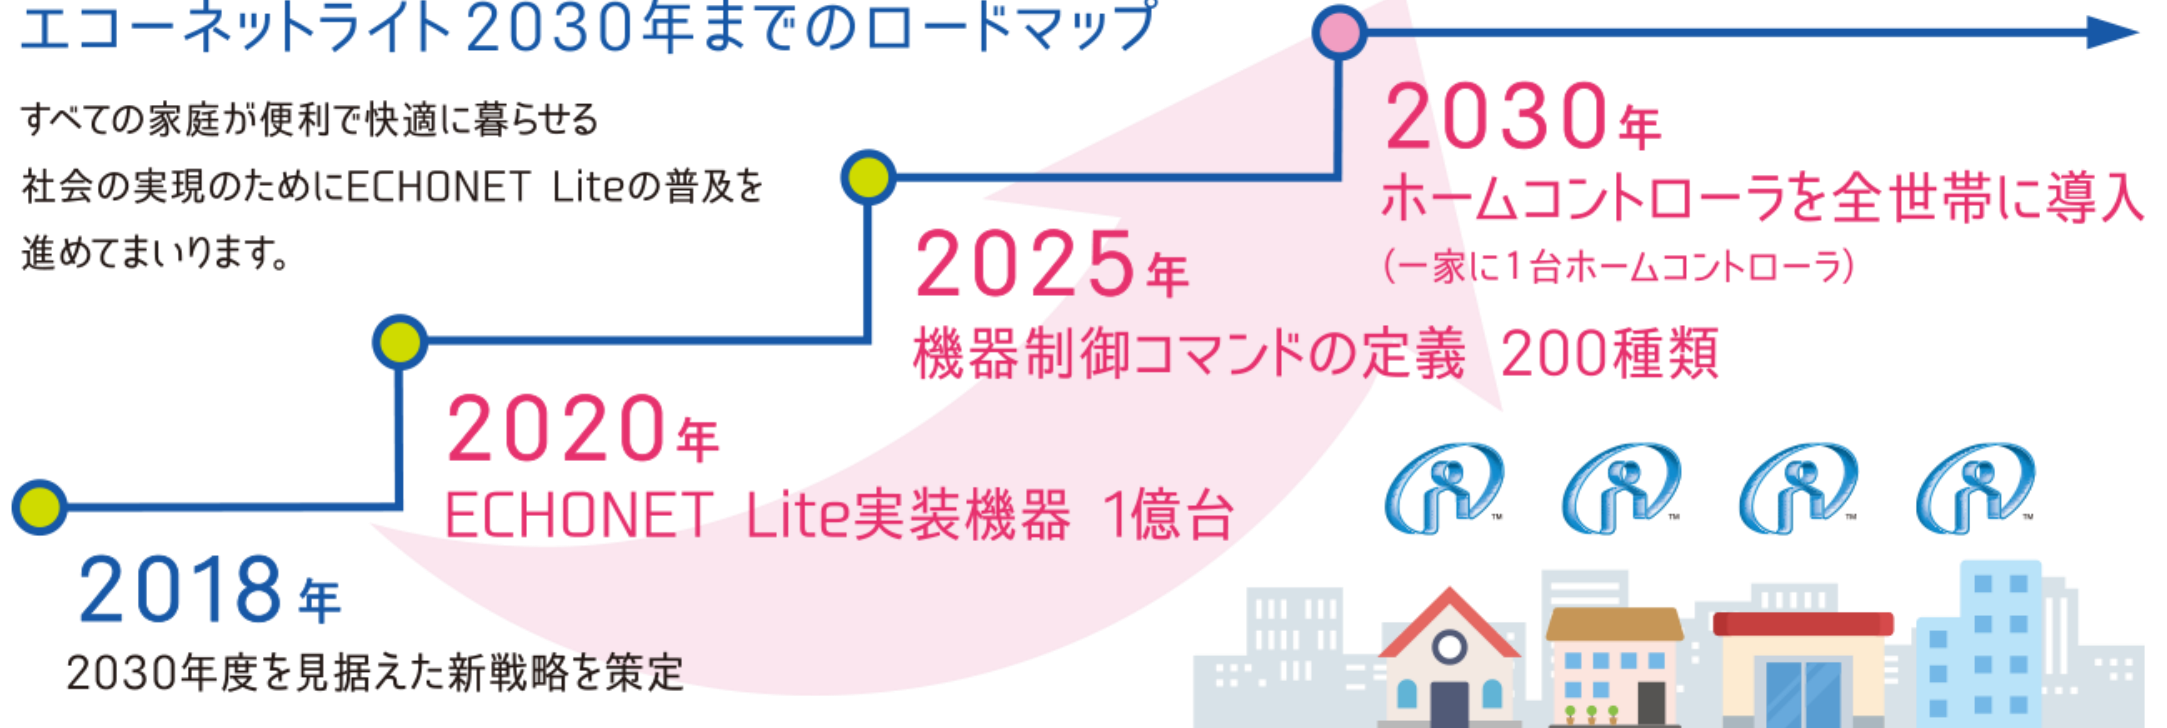 エコーネットライト2030年までのロードマップ
すべての家庭が便利で快適に暮らせる
社会の実現のためにECHONET Liteの普及を
進めてまいります。
2018年
2030年度を見据えた新戦略を策定
2020年
ECHONET Lite実装機器 1億台
2025年
機器制御コマンドの定義 200種類
2030年
ホームコントローラを全世帯に導入
(一家に1台ホームコントローラ)
TM
TM
TM
TM